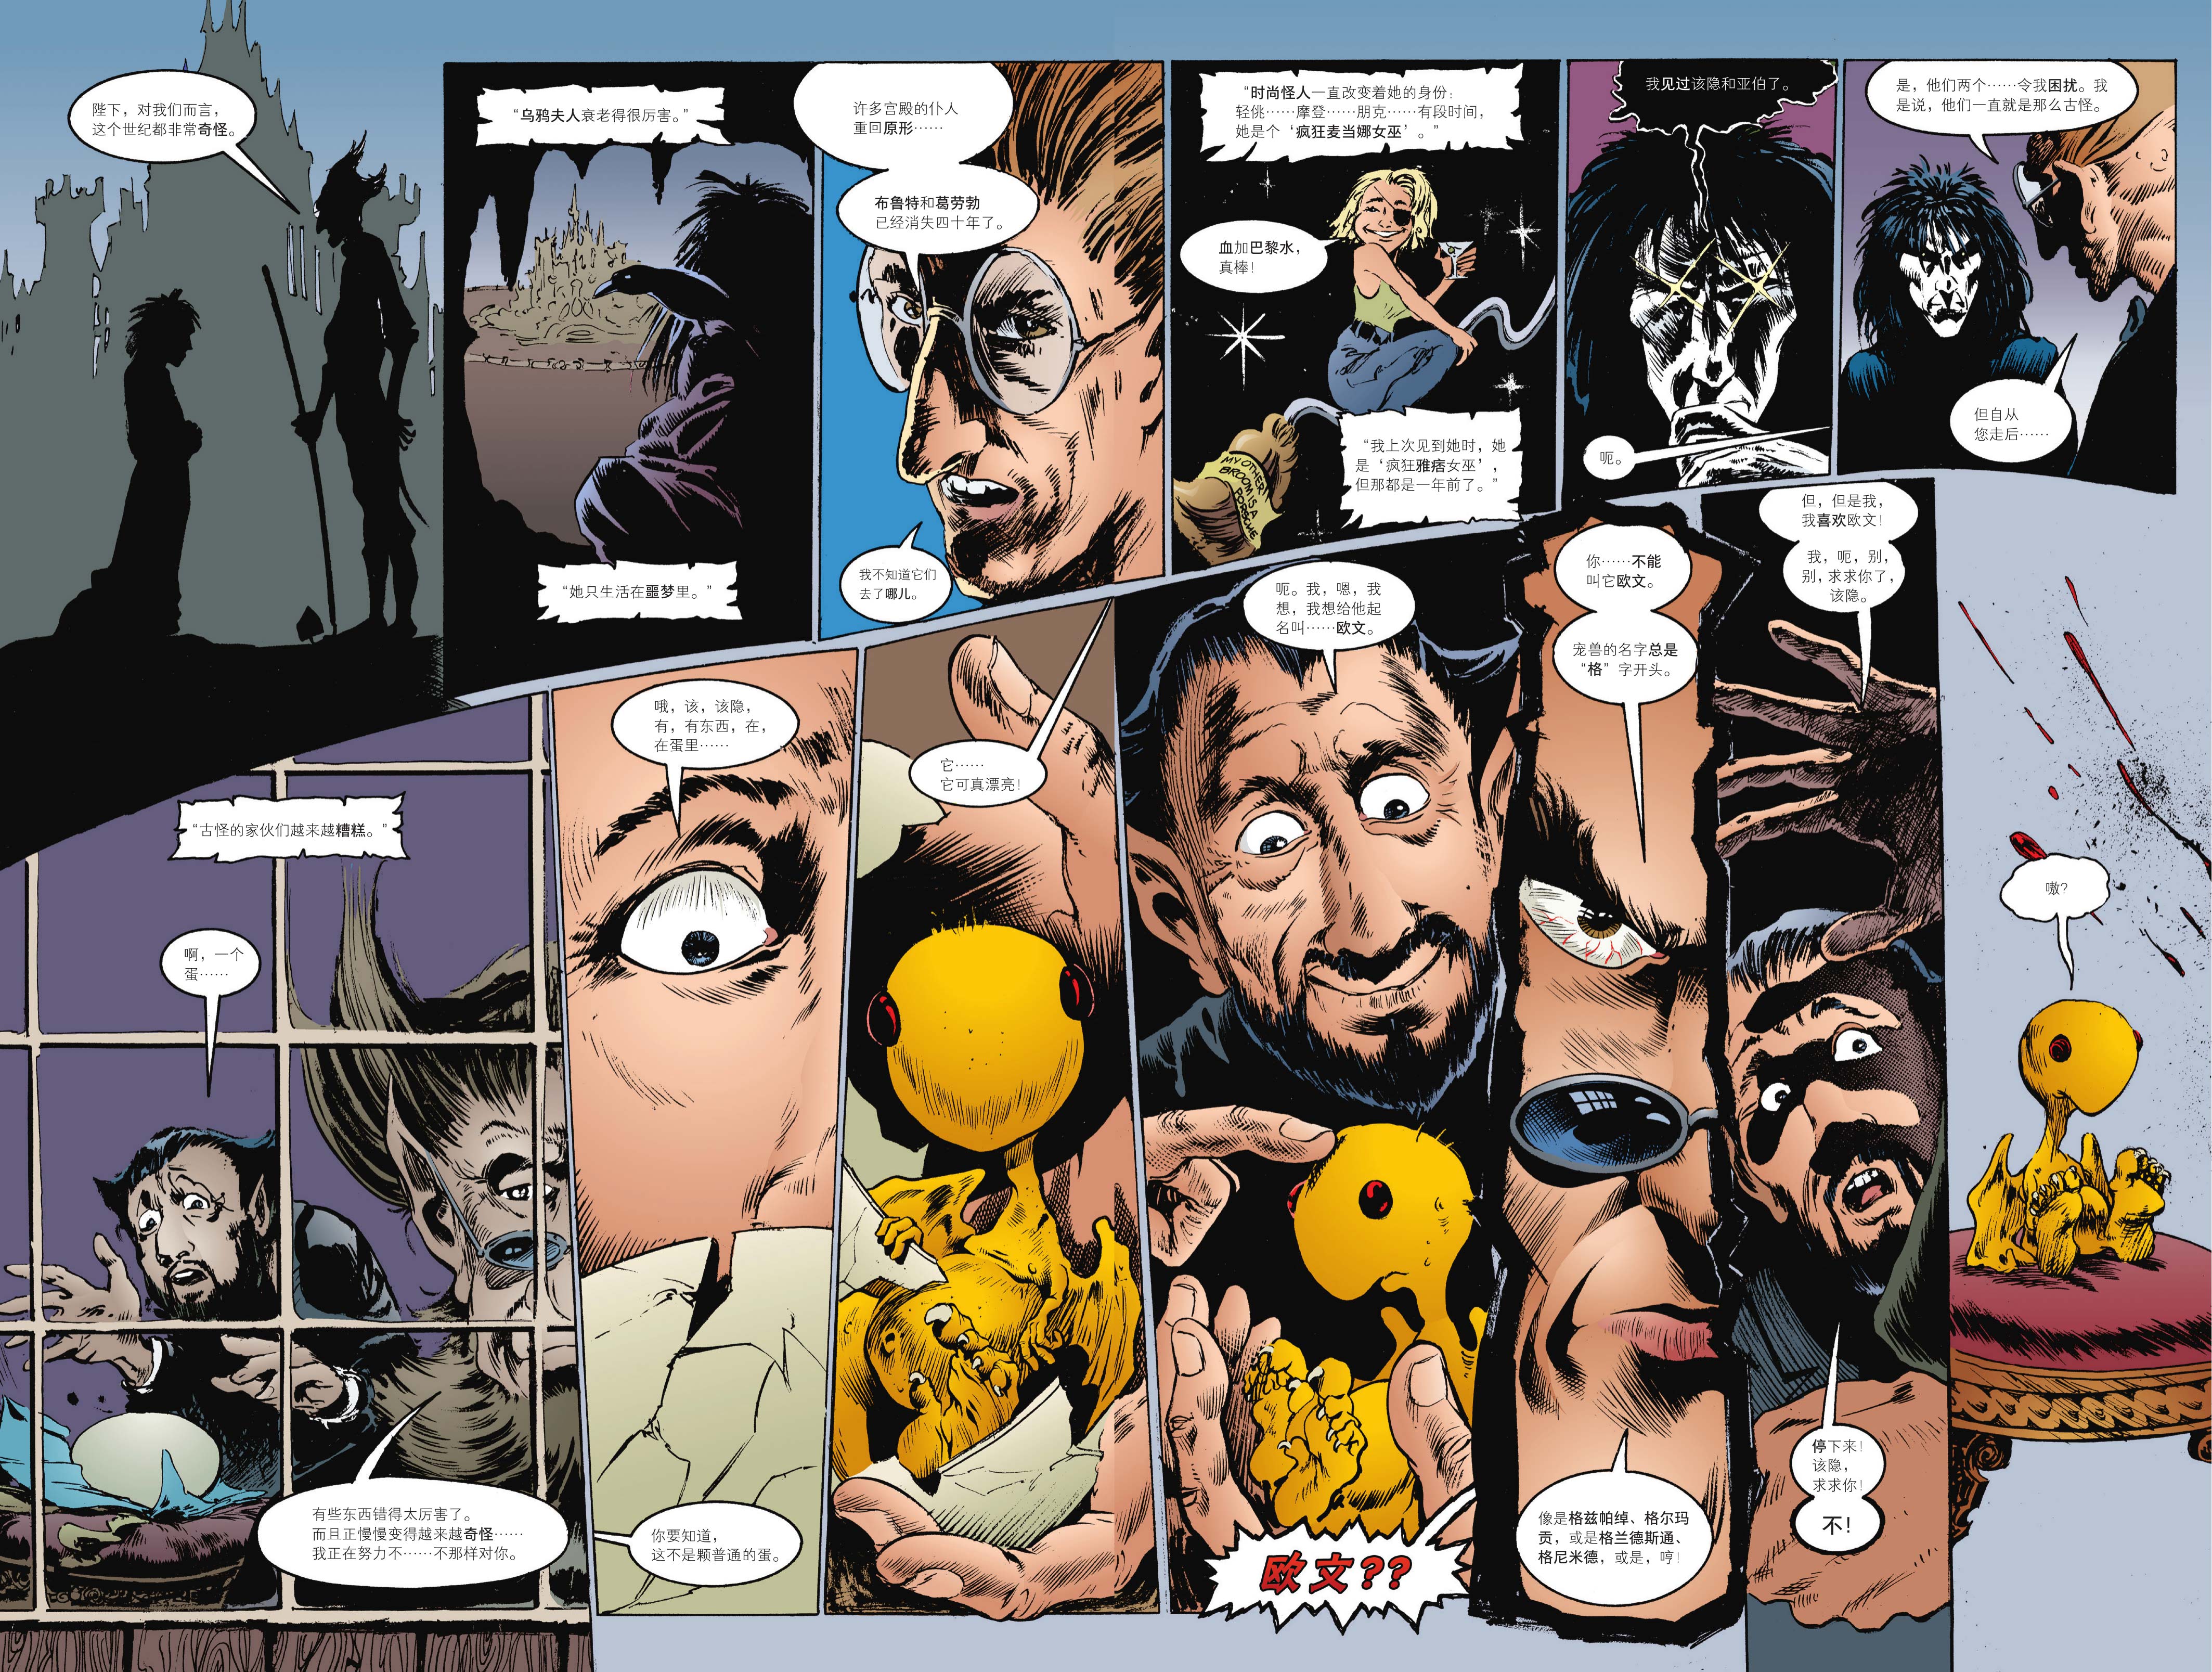 陛下，对我们而言，
这个世纪都非常奇怪。
“乌鸦夫人衰老得很厉害。”
“她只生活在噩梦里。”
许多宫殿的仆人
重回原形……
布鲁特和葛劳勃
已经消失四十年了。
我不知道它们
去了哪儿。
“时尚怪人一直改变着她的身份：
轻佻……摩登……朋克……有段时间，
她是个‘疯狂麦当娜女巫’。”
血加巴黎水，
真棒！
MY OTHER
BROOM IS A
PORSCHE
“我上次见到她时，她
是‘疯狂雅痞女巫’，
但那都是一年前了。”
我见过该隐和亚伯了。
呃。
是，他们两个……令我困扰。我
是说，他们一直就是那么古怪。
但自从
您走后……
“古怪的家伙们越来越糟糕。”
啊，一个
蛋……
有些东西错得太厉害了。
而且正慢慢变得越来越奇怪……
我正在努力不……不那样对你。
哦，该，该隐，
有，有东西，在，
在蛋里……
你要知道，
这不是颗普通的蛋。
它……
它可真漂亮！
呃。我，嗯，我
想，我想给他起
名叫……欧文。
欧文??
你……不能
叫它欧文。
宠兽的名字总是
“格”字开头。
像是格兹帕绰、格尔玛
贡，或是格兰德斯通、
格尼米德，或是，哼！
但，但是我，
我喜欢欧文！
我，呃，别，
别，求求你了，
该隐。
停下来！
该隐，
求求你！
不！
嗷？